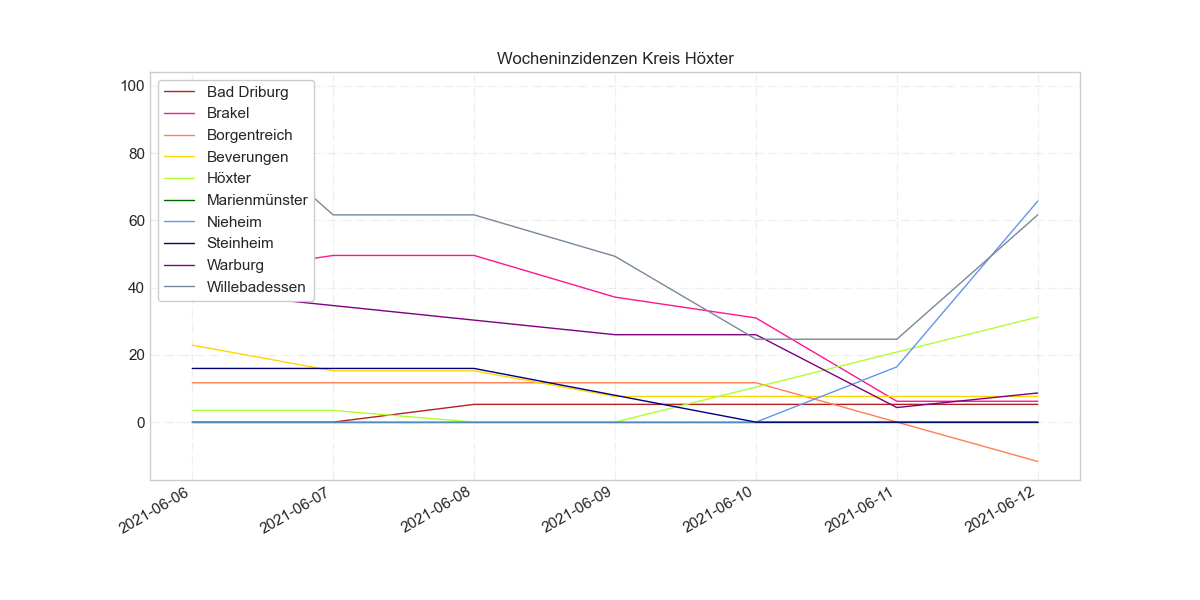 Wocheninzidenzen Kreis Höxter
100
80
60
40
20
0
Bad Driburg
Brakel
Borgentreich
Beverungen
Höxter
Marienmünster
Nieheim
Steinheim
Warburg
Willebadessen
2021-06-06
2021-06-07
2021-06-08
2021-06-09
2021-06-10
2021-06-11
2021-06-12